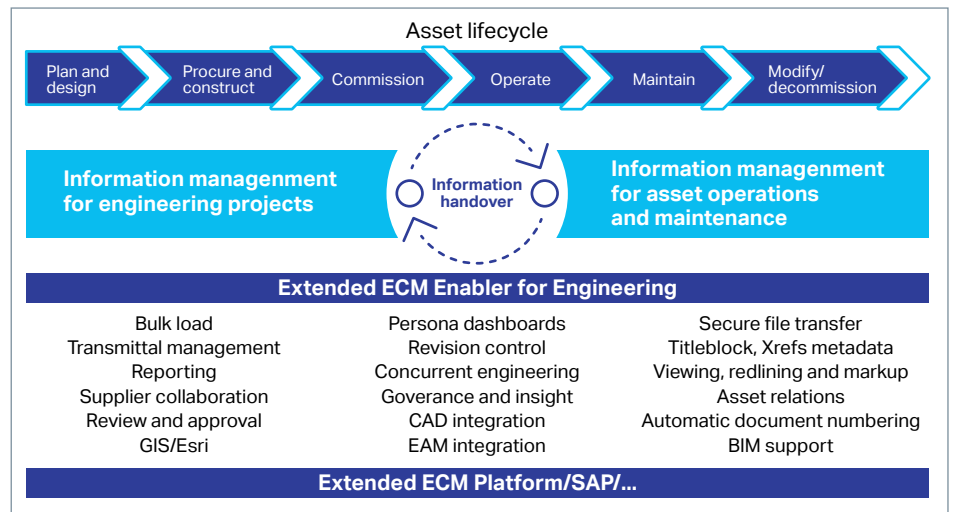 Asset lifecycle
Plan and
design
Procure and
construct
Commission
Operate
Maintain
Modify/
decommission
Information managenment
for engineering projects
Information
handover
Information managenment
for asset operations
and maintenance
Extended ECM Enabler for Engineering
Bulk load
Transmittal management
Reporting
Supplier collaboration
Review and approval
GIS/Esri
Persona dashboards
Revision control
Concurrent engineering
Goverance and insight
CAD integration
EAM integration
Secure file transfer
Titleblock, Xrefs metadata
Viewing, redlining and markup
Asset relations
Automatic document numbering
BIM support
Extended ECM Platform/SAP/...